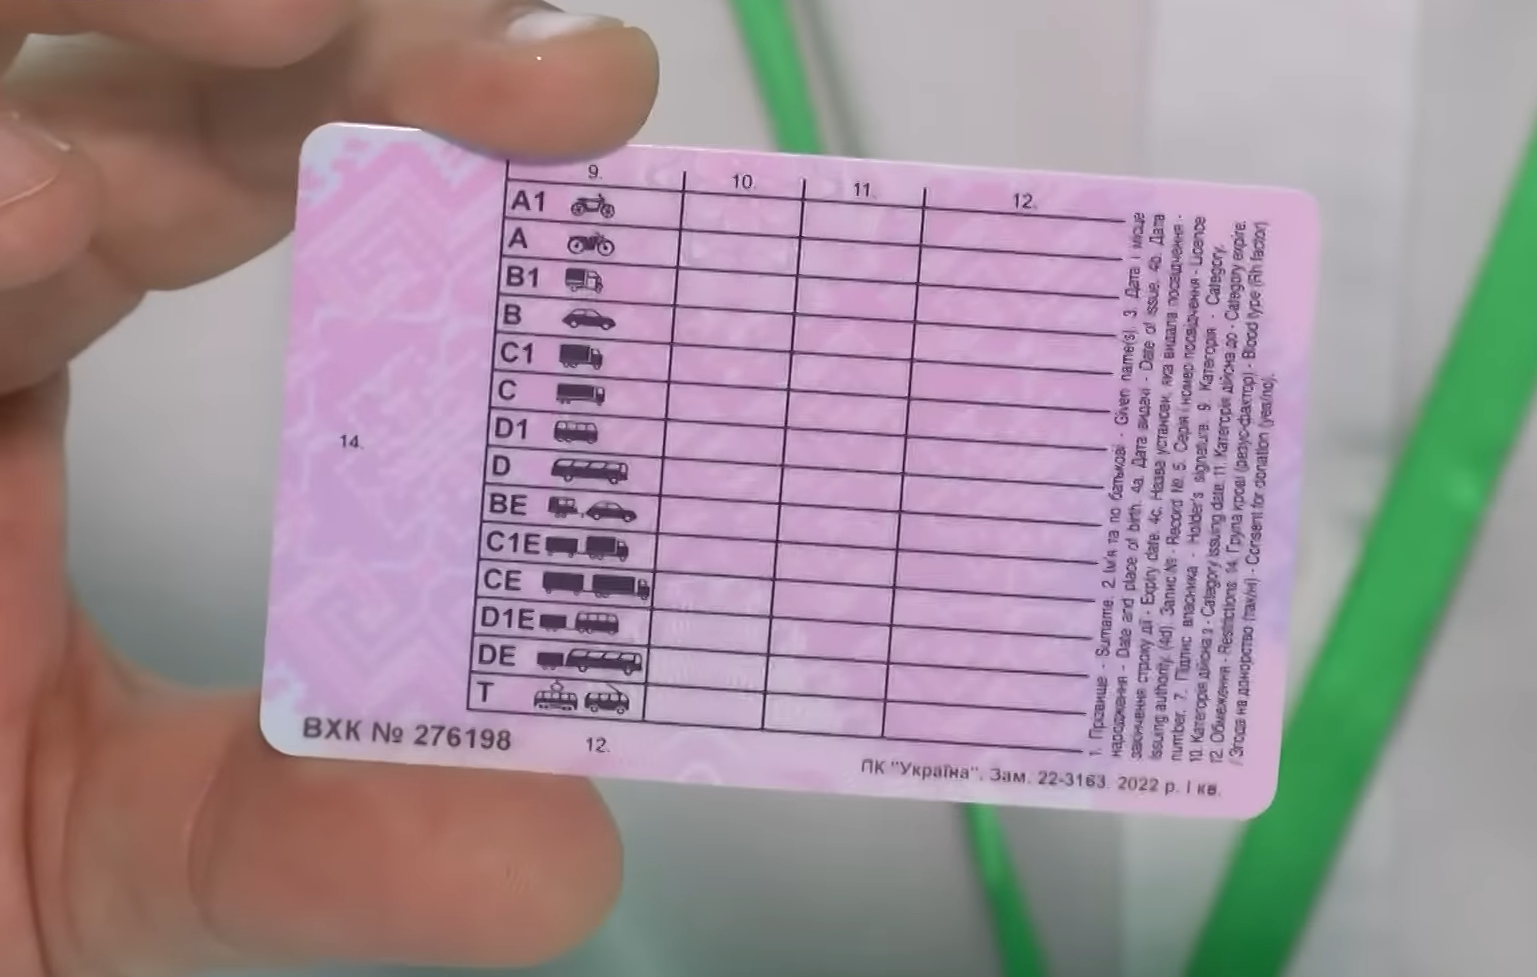 9. 10. 11. 12.
A1
A
B1
B
C1
C
D1
D
BE
C1E
CE
D1E
DE
T
14.
ВХК № 276198
12.
ПК "Україна". Зам. 22-3163. 2022 р. I кв.
1. Прізвище - Surname. 2. Ім'я та по батькові - Given name(s). 3. Дата і місце
народження - Date and place of birth. 4a. Дата видачі - Date of issue. 4b. Дата
закінчення строку дії - Expiry date. 4c. Назва установи, яка видала посвідчення -
Issuing authority. (4d). Запис № - Record №. 5. Серія і номер посвідчення - Licence
number. 7. Підпис власника - Holder's signature. 9. Категорія - Category.
10. Категорія дійсна з - Category issuing date. 11. Категорія дійсна до - Category expire.
12. Обмеження - Restrictions. 14. Група крові (резус-фактор) - Blood type (Rh factor)
/ Згода на донорство (так/ні) - Consent for donation (yes/no).